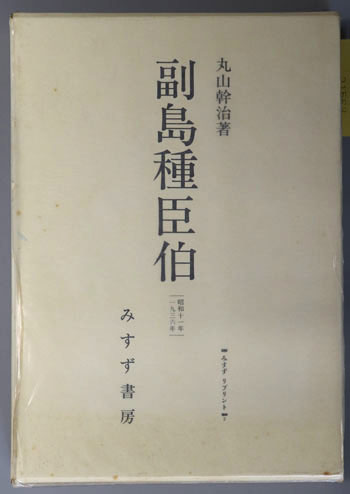 丸山幹治著
副島種臣伯
昭和十一年
一九三六年
みすず書房
みすず リプリント